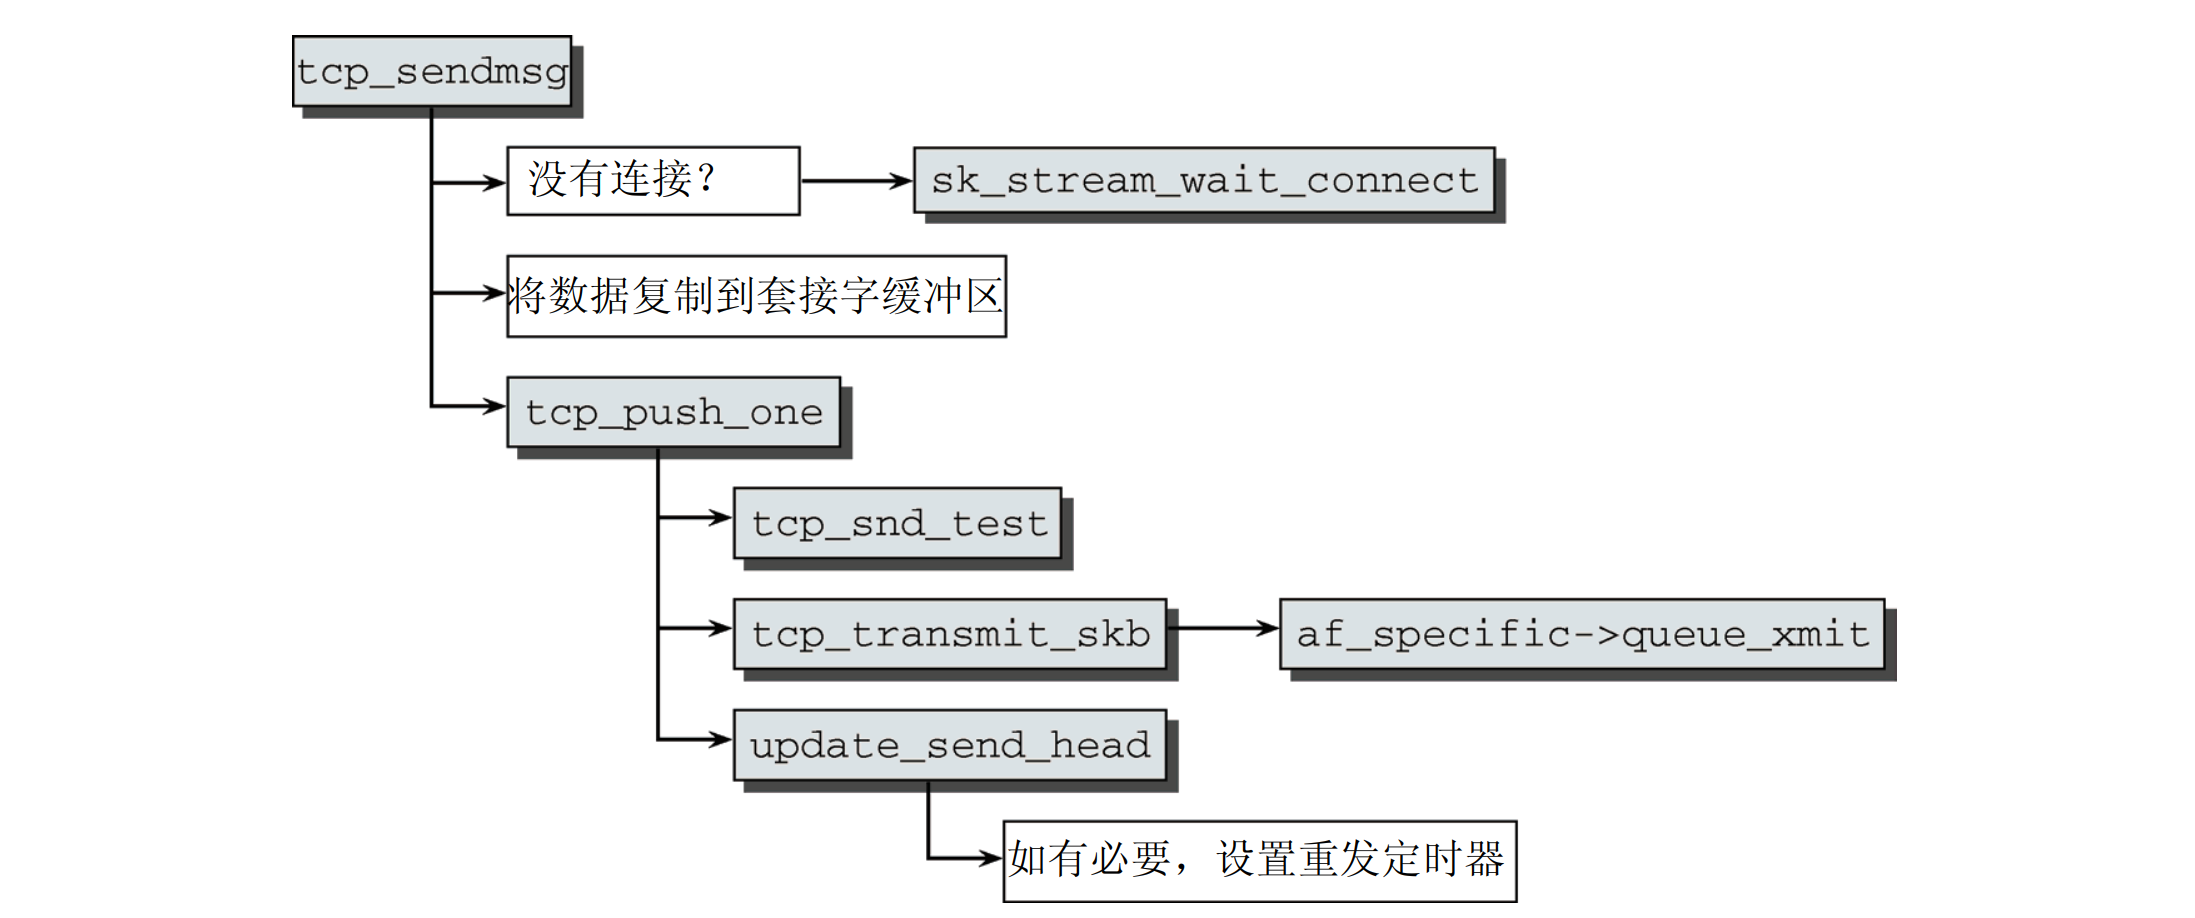 tcp_sendmsg
没有连接？
sk_stream_wait_connect
将数据复制到套接字缓冲区
tcp_push_one
tcp_snd_test
tcp_transmit_skb
af_specific->queue_xmit
update_send_head
如有必要，设置重发定时器